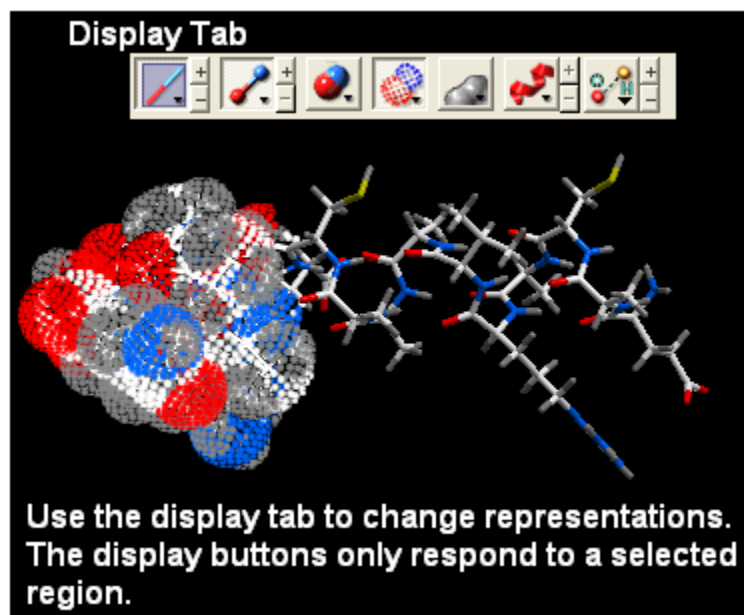 Display Tab
H
Use the display tab to change representations.
The display buttons only respond to a selected
region.